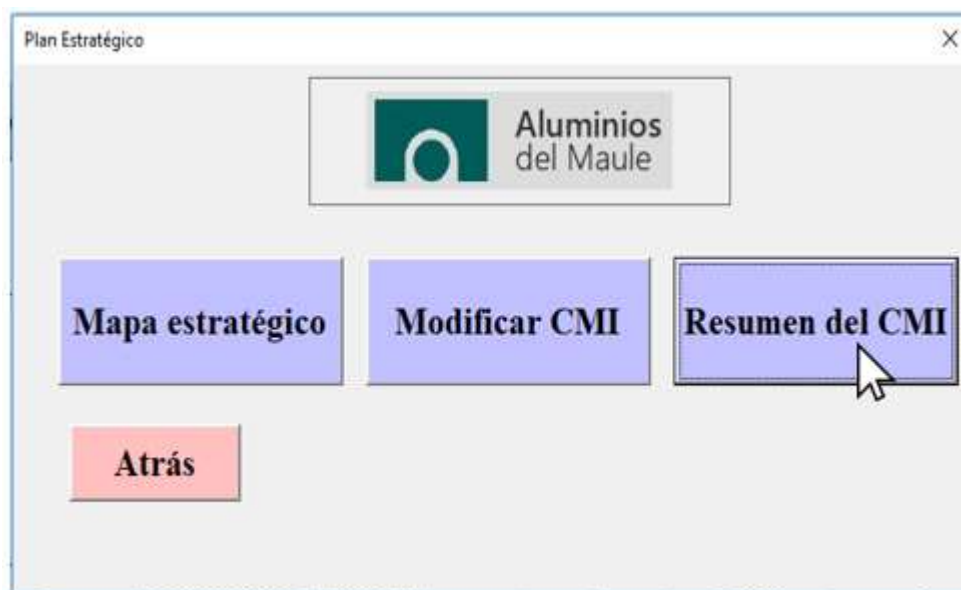 Plan Estratégico
Aluminios
del Maule
Mapa estratégico
Modificar CMI
Resumen del CMI
Atrás